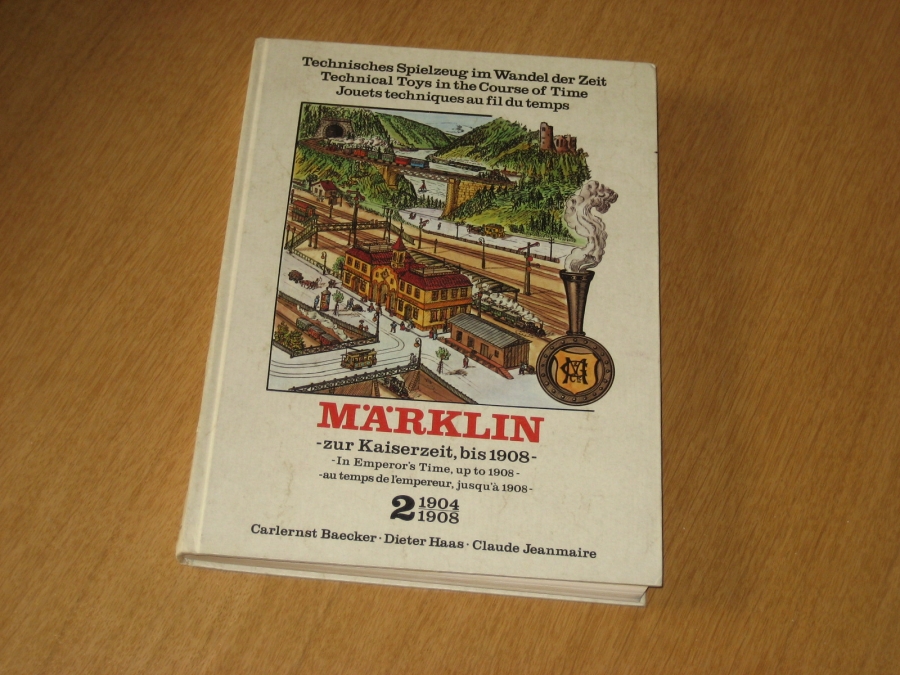 Technisches Spielzeug im Wandel der Zeit
Technical Toys in the Course of Time
Jouets techniques au fil du temps
MÄRKLIN
-zur Kaiserzeit, bis 1908-
-In Emperor's Time, up to 1908-
-au temps de l'empereur, jusqu'à 1908-
2 1904
1908
Carlernst Baecker · Dieter Haas · Claude Jeanmaire